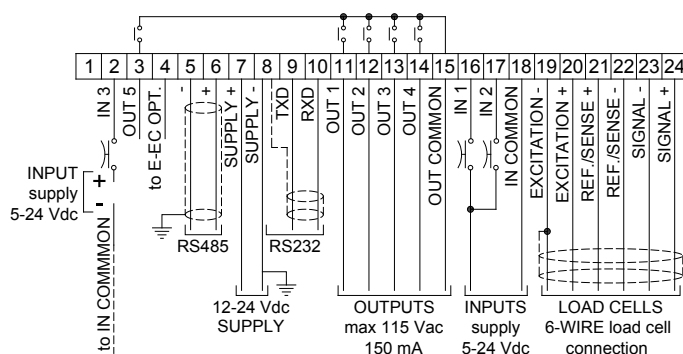 1 2 3 4 5 6 7 8 9 10 11 12 13 14 15 16 17 18 19 20 21 22 23 24
IN 3
OUT 5
to E-EC OPT.
-
+
SUPPLY +
SUPPLY -
TXD
RXD
OUT 1
OUT 2
OUT 3
OUT 4
OUT COMMON
IN 1
IN 2
IN COMMON
EXCITATION -
EXCITATION +
REF./SENSE +
REF./SENSE -
SIGNAL -
SIGNAL +
INPUT
supply
5-24 Vdc
+
-
to IN COMMMON
RS485
RS232
12-24 Vdc
SUPPLY
OUTPUTS
max 115 Vac
150 mA
INPUTS
supply
5-24 Vdc
LOAD CELLS
6-WIRE load cell
connection